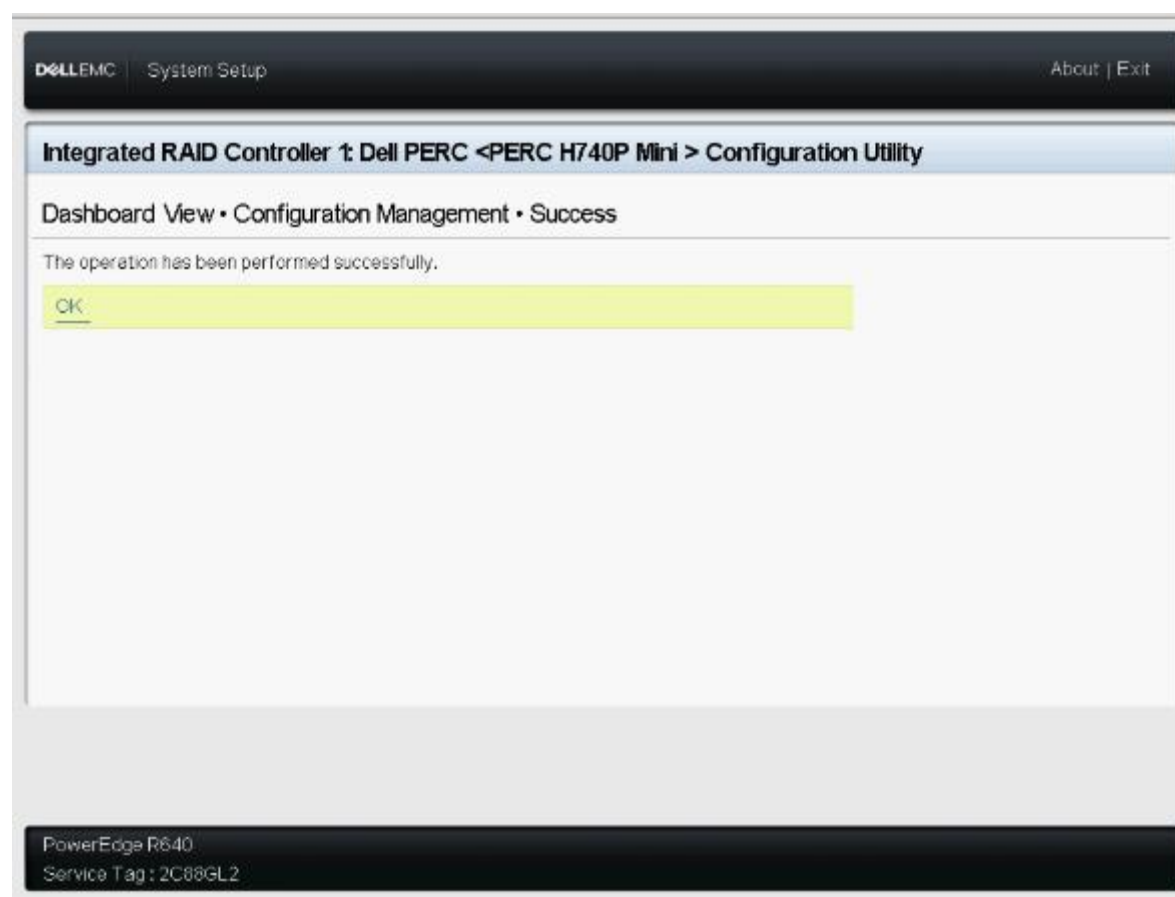 DELLEMC | System Setup About | Exit
Integrated RAID Controller 1: Dell PERC <PERC H740P Mini > Configuration Utility
Dashboard View • Configuration Management • Success
The operation has been performed successfully.
OK
PowerEdge R640
Service Tag : 2C88GL2